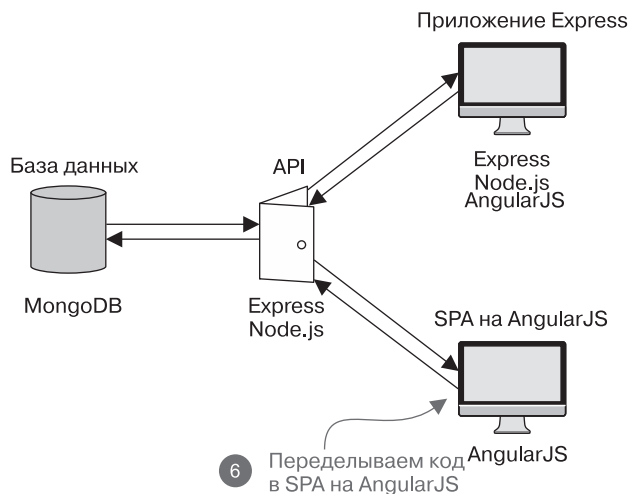 Приложение Express
База данных
API
Express
Node.js
AngularJS
MongoDB
Express
Node.js
SPA на AngularJS
AngularJS
6 Переделываем код
в SPA на AngularJS